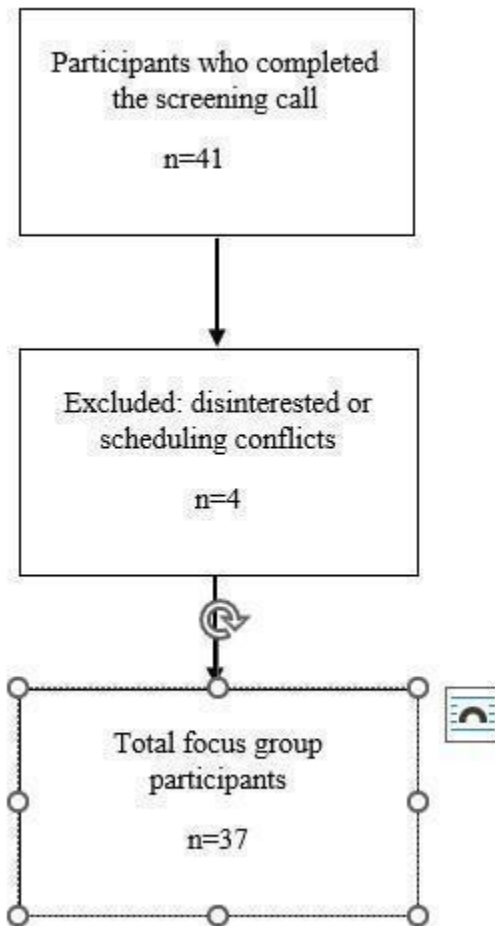 Participants who completed
the screening call
n=41
Excluded: disinterested or
scheduling conflicts
n=4
Total focus group
participants
n=37